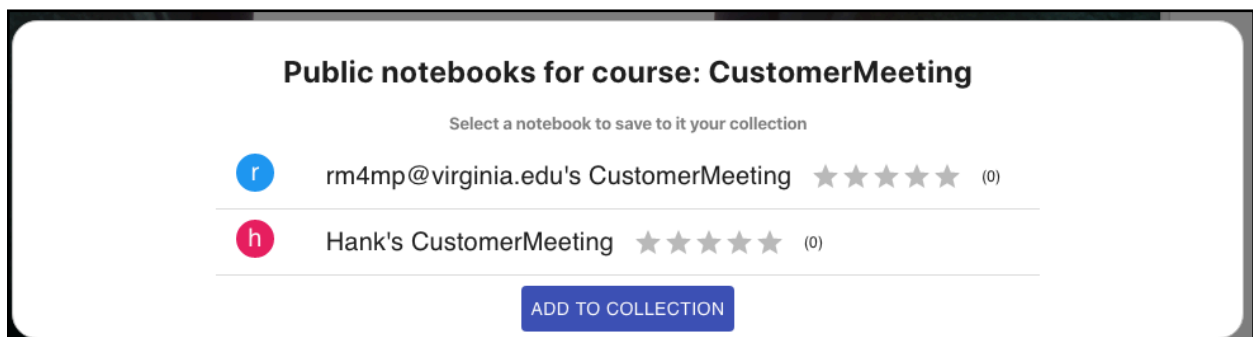 Public notebooks for course: CustomerMeeting
Select a notebook to save to it your collection
r rm4mp@virginia.edu's CustomerMeeting (0)
h Hank's CustomerMeeting (0)
ADD TO COLLECTION